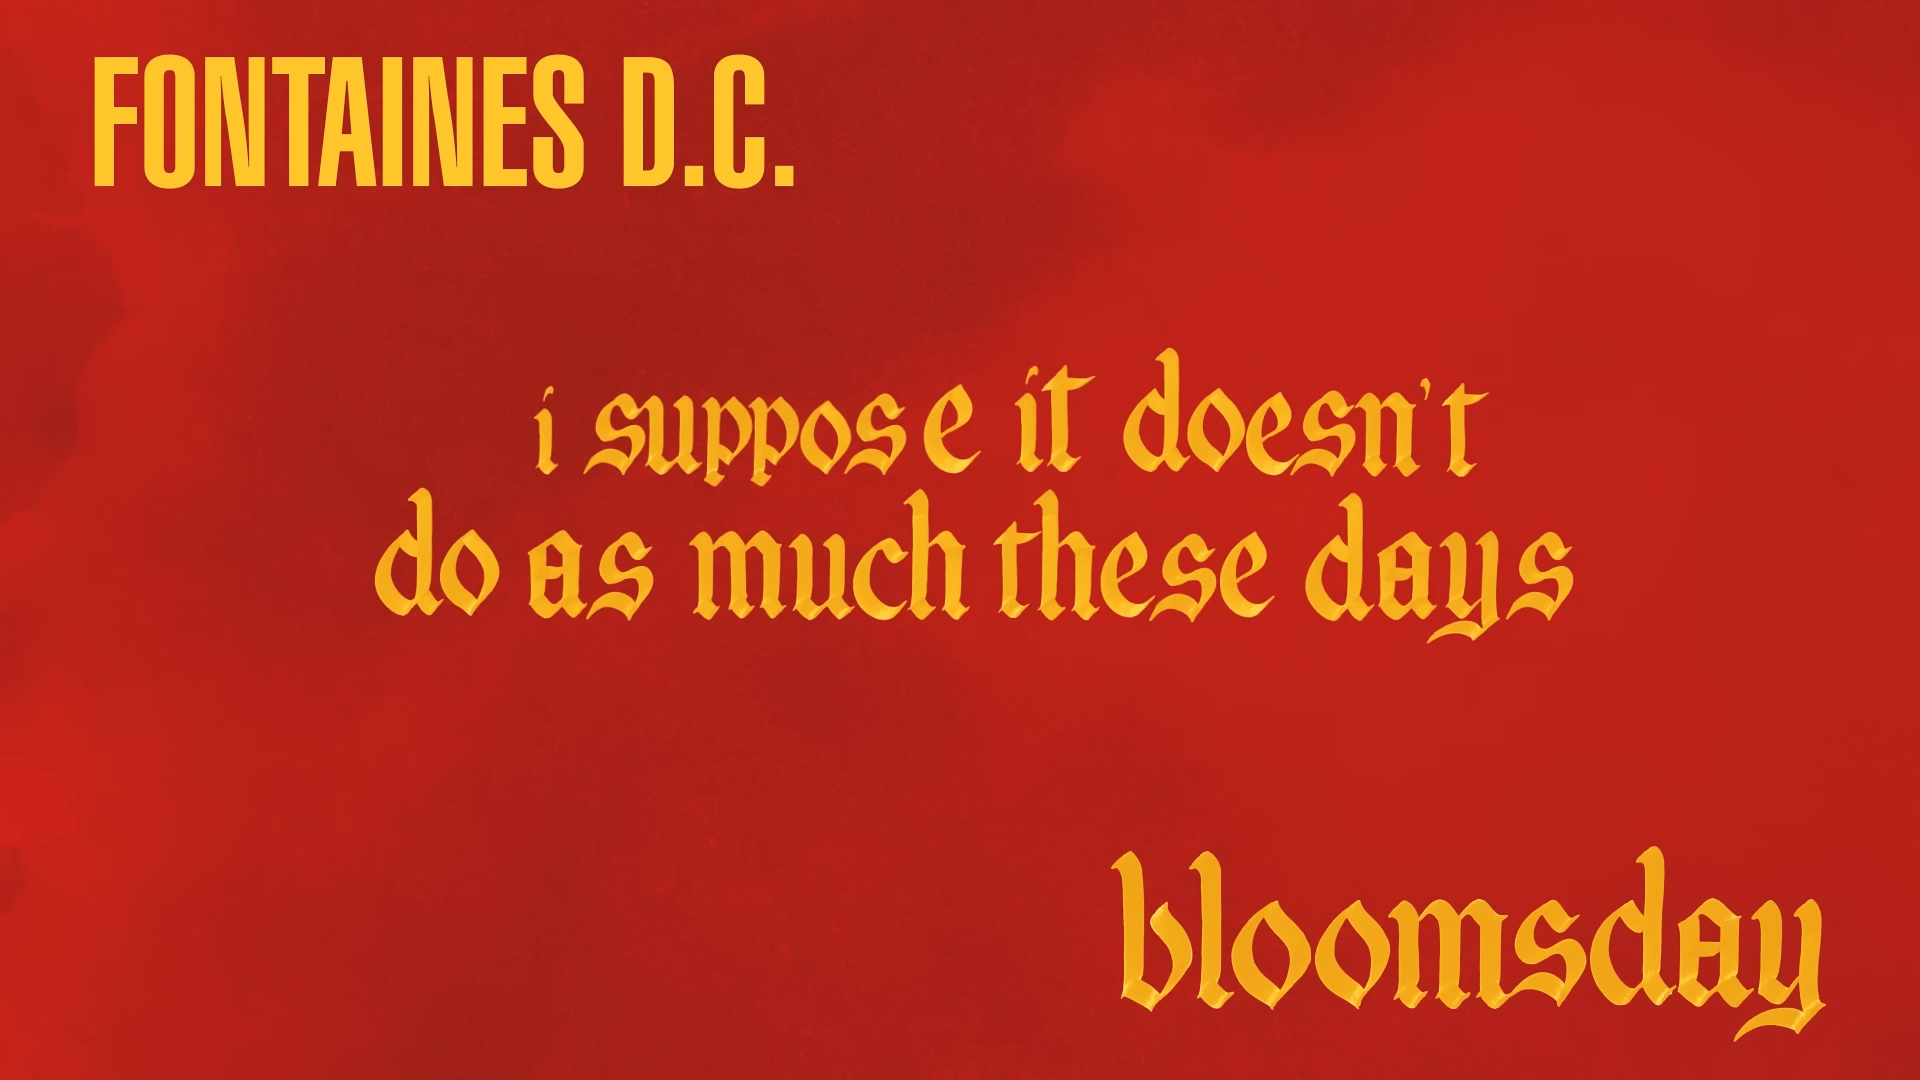 FONTAINES D.C.
i suppose it doesn't
do as much these days
bloomsday